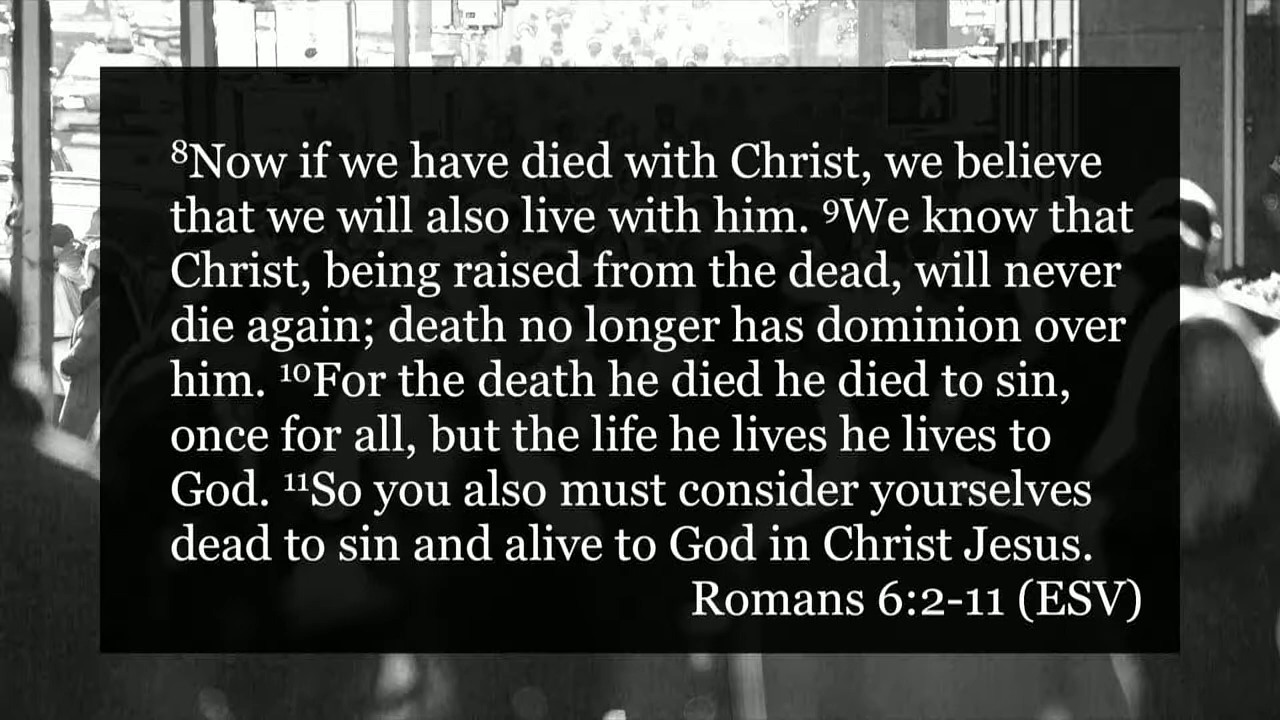 ⁸Now if we have died with Christ, we believe
that we will also live with him. ⁹We know that
Christ, being raised from the dead, will never
die again; death no longer has dominion over
him. ¹⁰For the death he died he died to sin,
once for all, but the life he lives he lives to
God. ¹¹So you also must consider yourselves
dead to sin and alive to God in Christ Jesus.
Romans 6:2-11 (ESV)